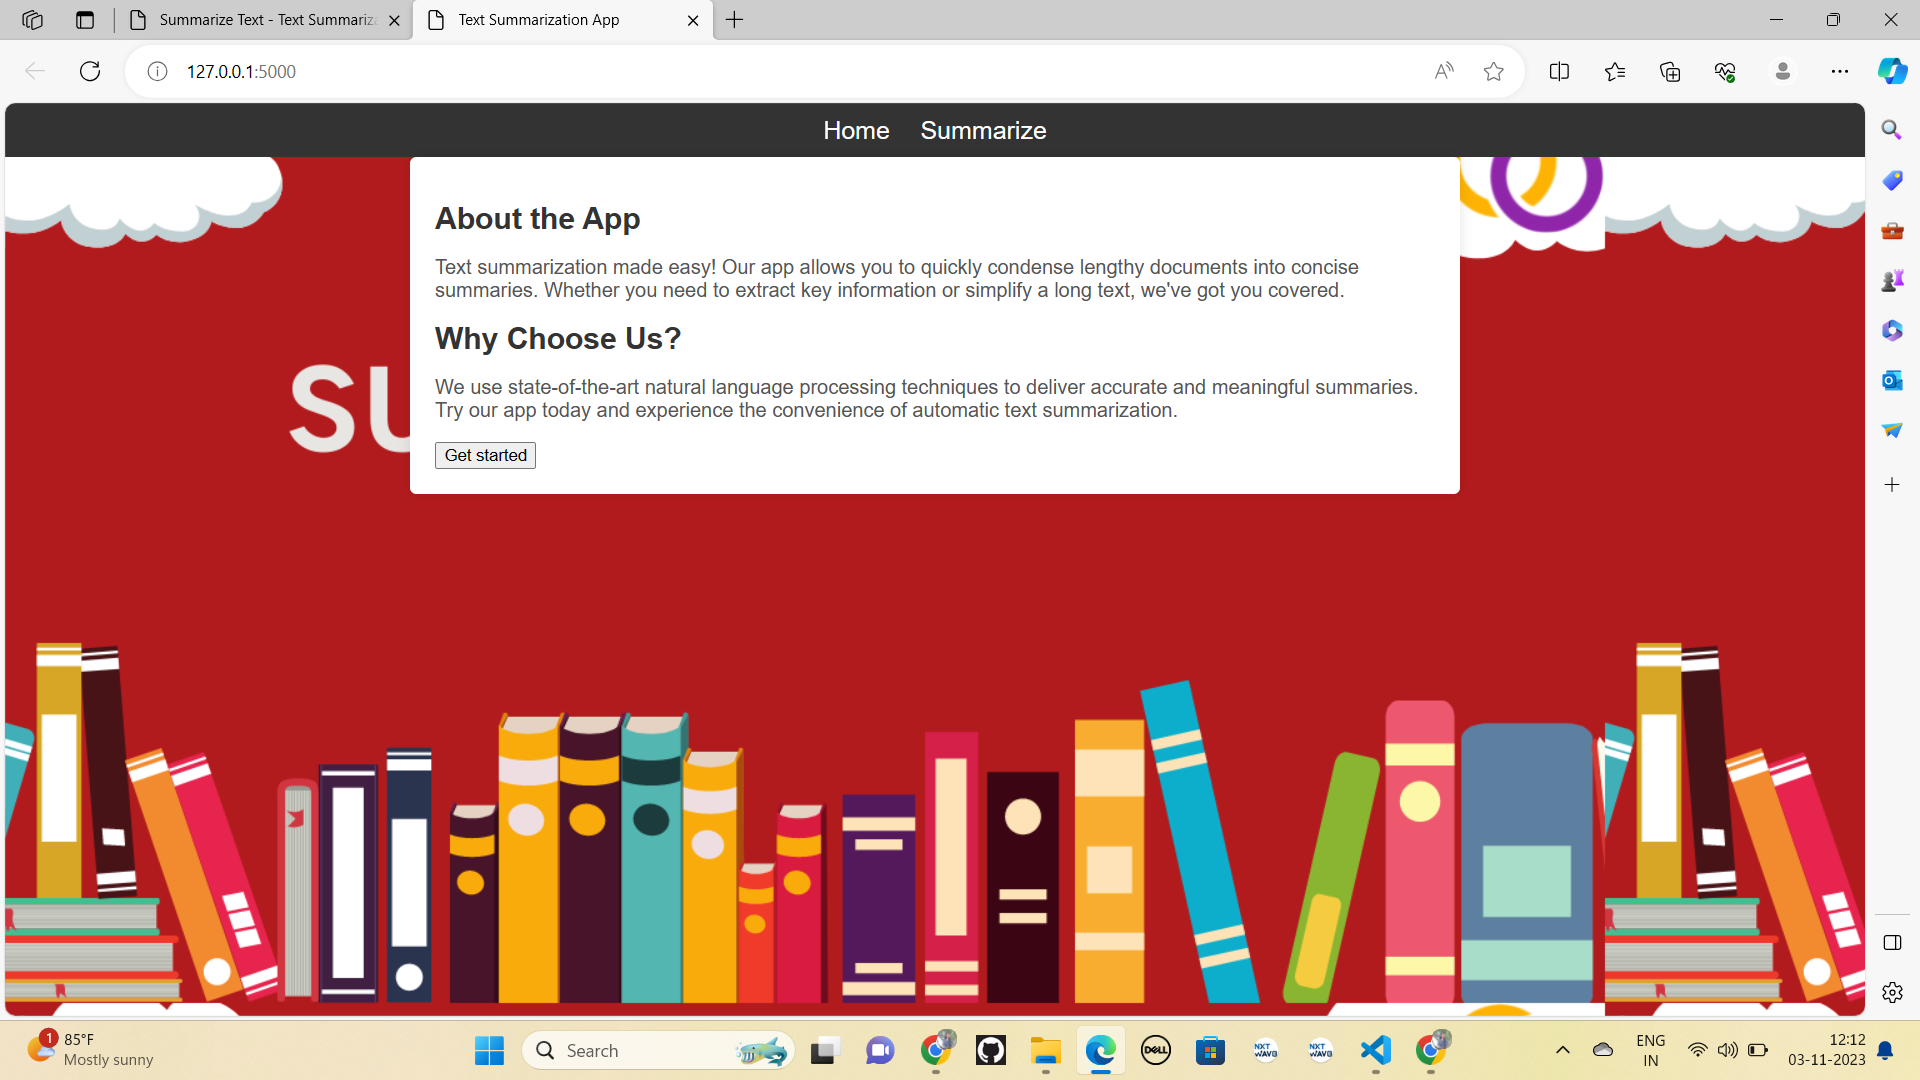 Summarize Text - Text Summariz
Text Summarization App
127.0.0.1:5000
Home Summarize
About the App
Text summarization made easy! Our app allows you to quickly condense lengthy documents into concise
summaries. Whether you need to extract key information or simplify a long text, we've got you covered.
Why Choose Us?
SU
We use state-of-the-art natural language processing techniques to deliver accurate and meaningful summaries.
Try our app today and experience the convenience of automatic text summarization.
Get started
1
85°F
Mostly sunny
Search
DELL
NXT
WAVE
NXT
WAVE
ENG
IN
12:12
03-11-2023